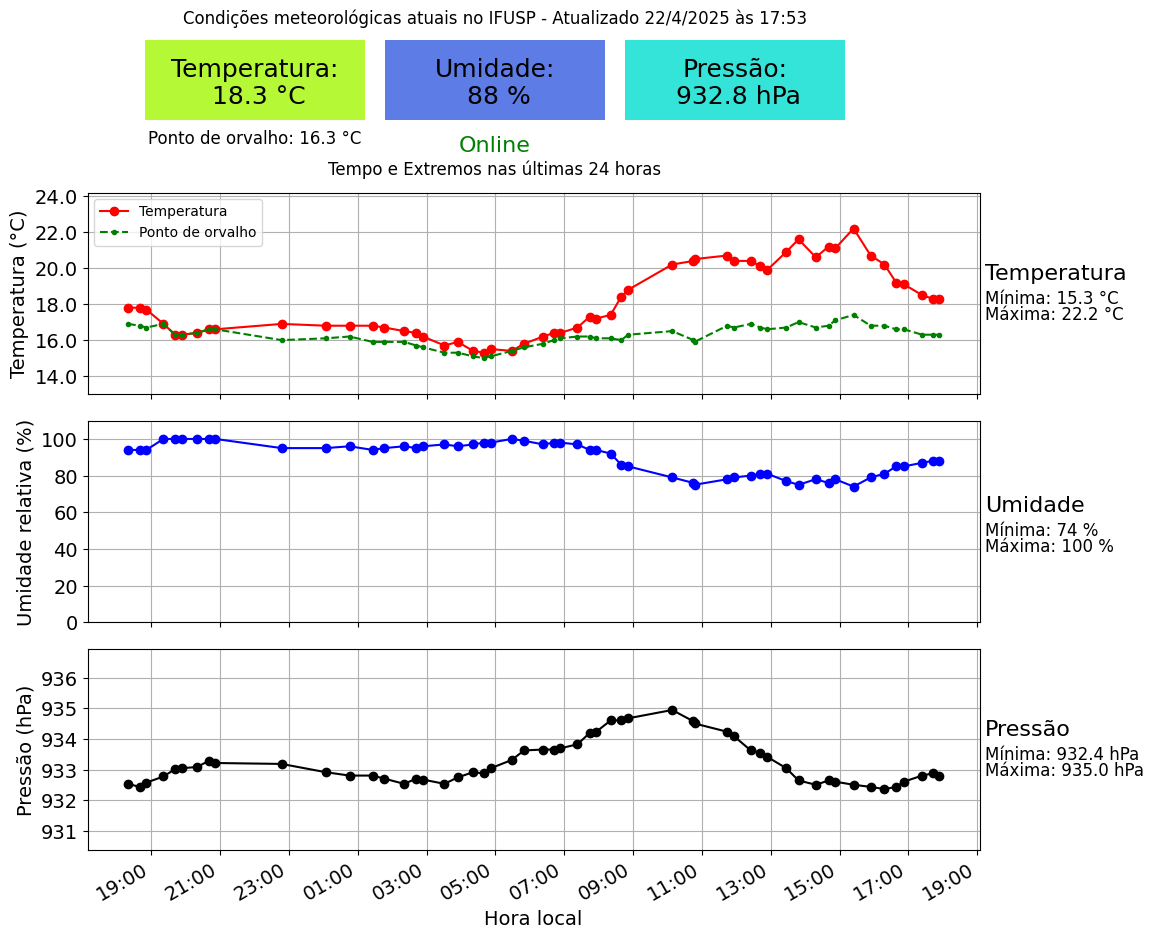 Condições meteorológicas atuais no IFUSP - Atualizado 22/4/2025 às 17:53
Temperatura:
18.3 °C
Umidade:
88 %
Pressão:
932.8 hPa
Ponto de orvalho: 16.3 °C
Online
Tempo e Extremos nas últimas 24 horas
Temperatura (°C)
24.0
22.0
20.0
18.0
16.0
14.0
Temperatura
Ponto de orvalho
Temperatura
Mínima: 15.3 °C
Máxima: 22.2 °C
Umidade relativa (%)
100
80
60
40
20
0
Umidade
Mínima: 74 %
Máxima: 100 %
Pressão (hPa)
936
935
934
933
932
931
Pressão
Mínima: 932.4 hPa
Máxima: 935.0 hPa
19:00 21:00 23:00 01:00 03:00 05:00 07:00 09:00 11:00 13:00 15:00 17:00 19:00
Hora local